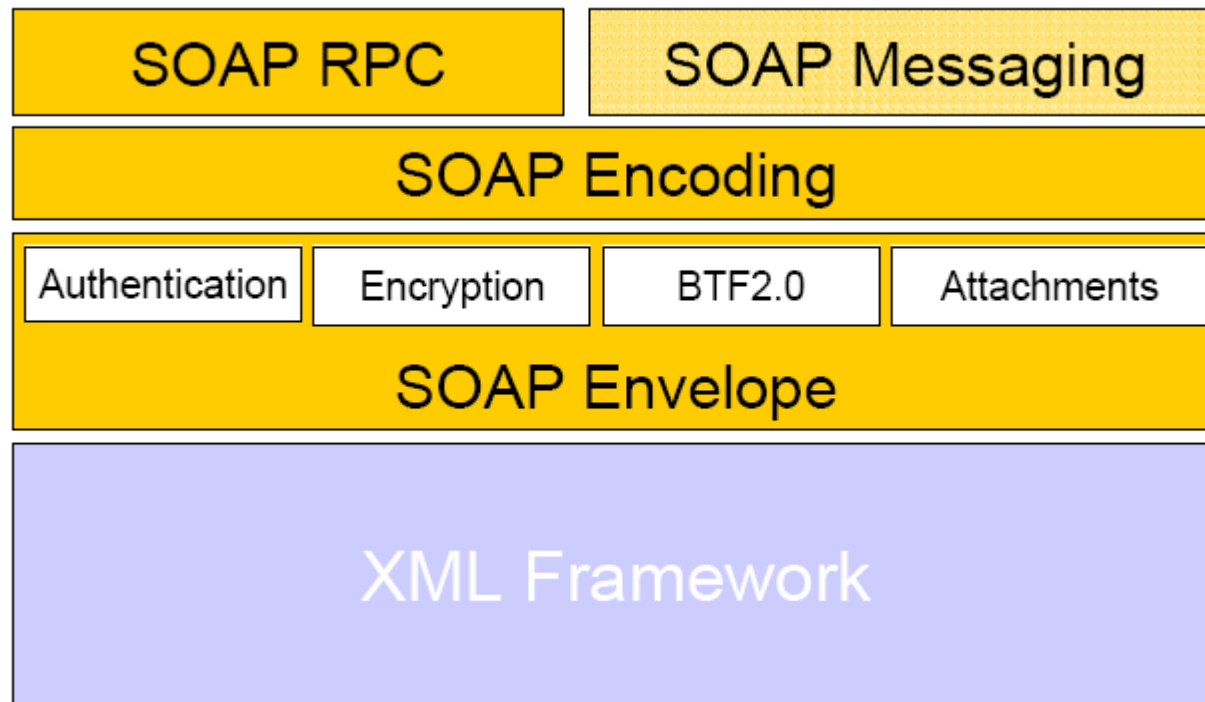 SOAP RPC
SOAP Messaging
SOAP Encoding
Authentication
Encryption
BTF2.0
Attachments
SOAP Envelope
XML Framework